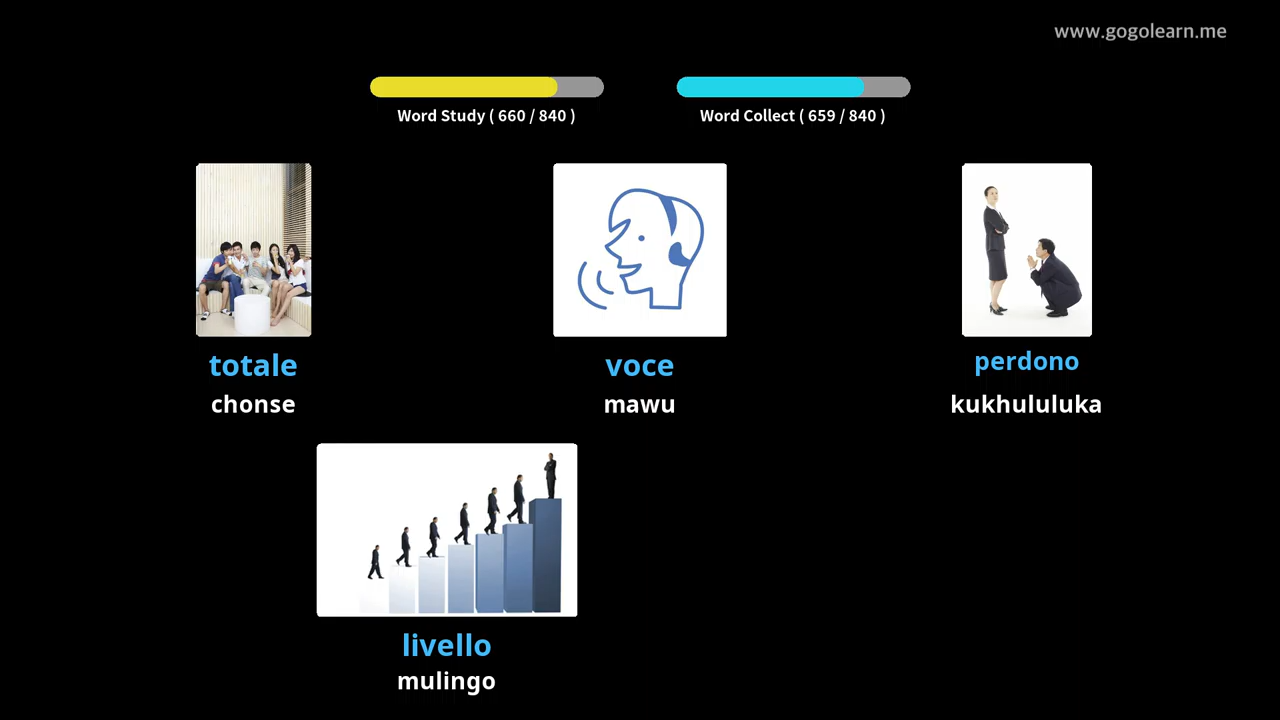 www.gogolearn.me
Word Study ( 660 / 840 )
Word Collect ( 659 / 840 )
totale
chonse
voce
mawu
perdono
kukhululuka
livello
mulingo